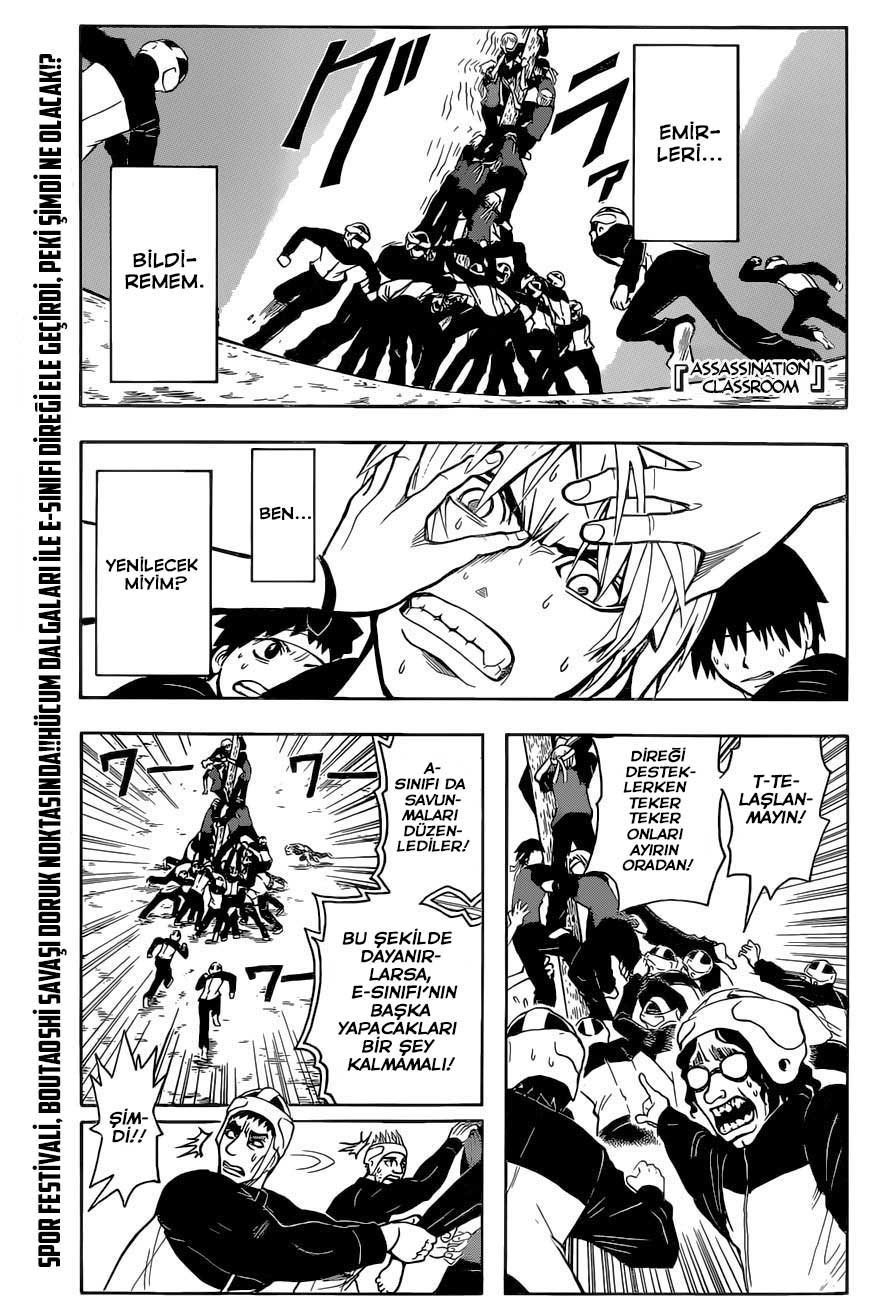 SPOR FESTİVALİ, BOUTAOSHI SAVAŞI DORUK NOKTASINDA!!HÜCUM DALGALARI İLE E-SINIFI DİREĞİ ELE GEÇİRDİ, PEKİ ŞİMDİ NE OLACAK!?
グラァ
EMİR-
LERİ...
BİLDİ-
REMEM.
『ASSASSINATION
CLASSROOM』
BEN...
YENİLECEK
MİYİM?
T-TE-
LAŞLAN-
MAYIN!
DİREĞİ
DESTEK-
LERKEN
TEKER
TEKER
ONLARI
AYIRIN
ORADAN!
ワー
ワー
A-
SINIFI DA
SAVUN-
MALARI
DÜZEN-
LEDİLER!
BU ŞEKİLDE
DAYANIR-
LARSA,
E-SINIFI'NIN
BAŞKA
YAPACAKLARI
BİR ŞEY
KALMAMALI!
ワー
ŞİM-
Dİ!!